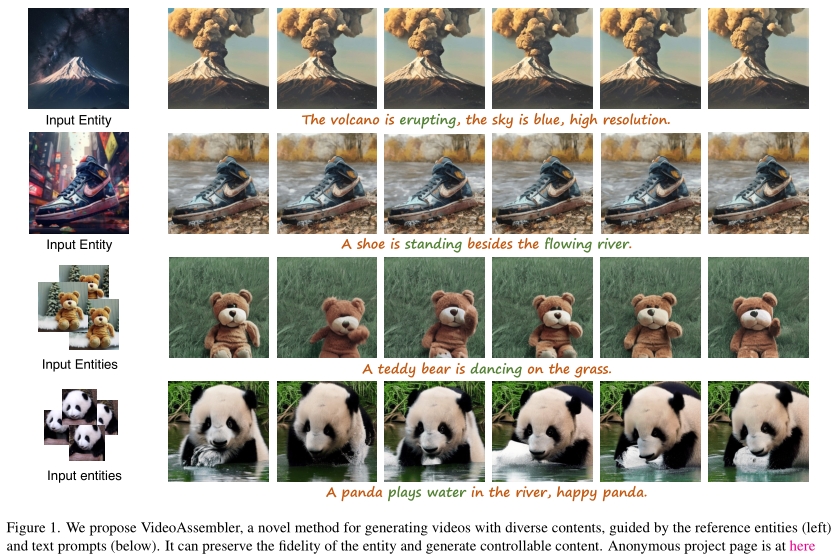 Input Entity
The volcano is erupting, the sky is blue, high resolution.
Input Entity
A shoe is standing besides the flowing river.
Input Entities
A teddy bear is dancing on the grass.
Input entities
A panda plays water in the river, happy panda.
Figure 1. We propose VideoAssembler, a novel method for generating videos with diverse contents, guided by the reference entities (left)
and text prompts (below). It can preserve the fidelity of the entity and generate controllable content. Anonymous project page is at here